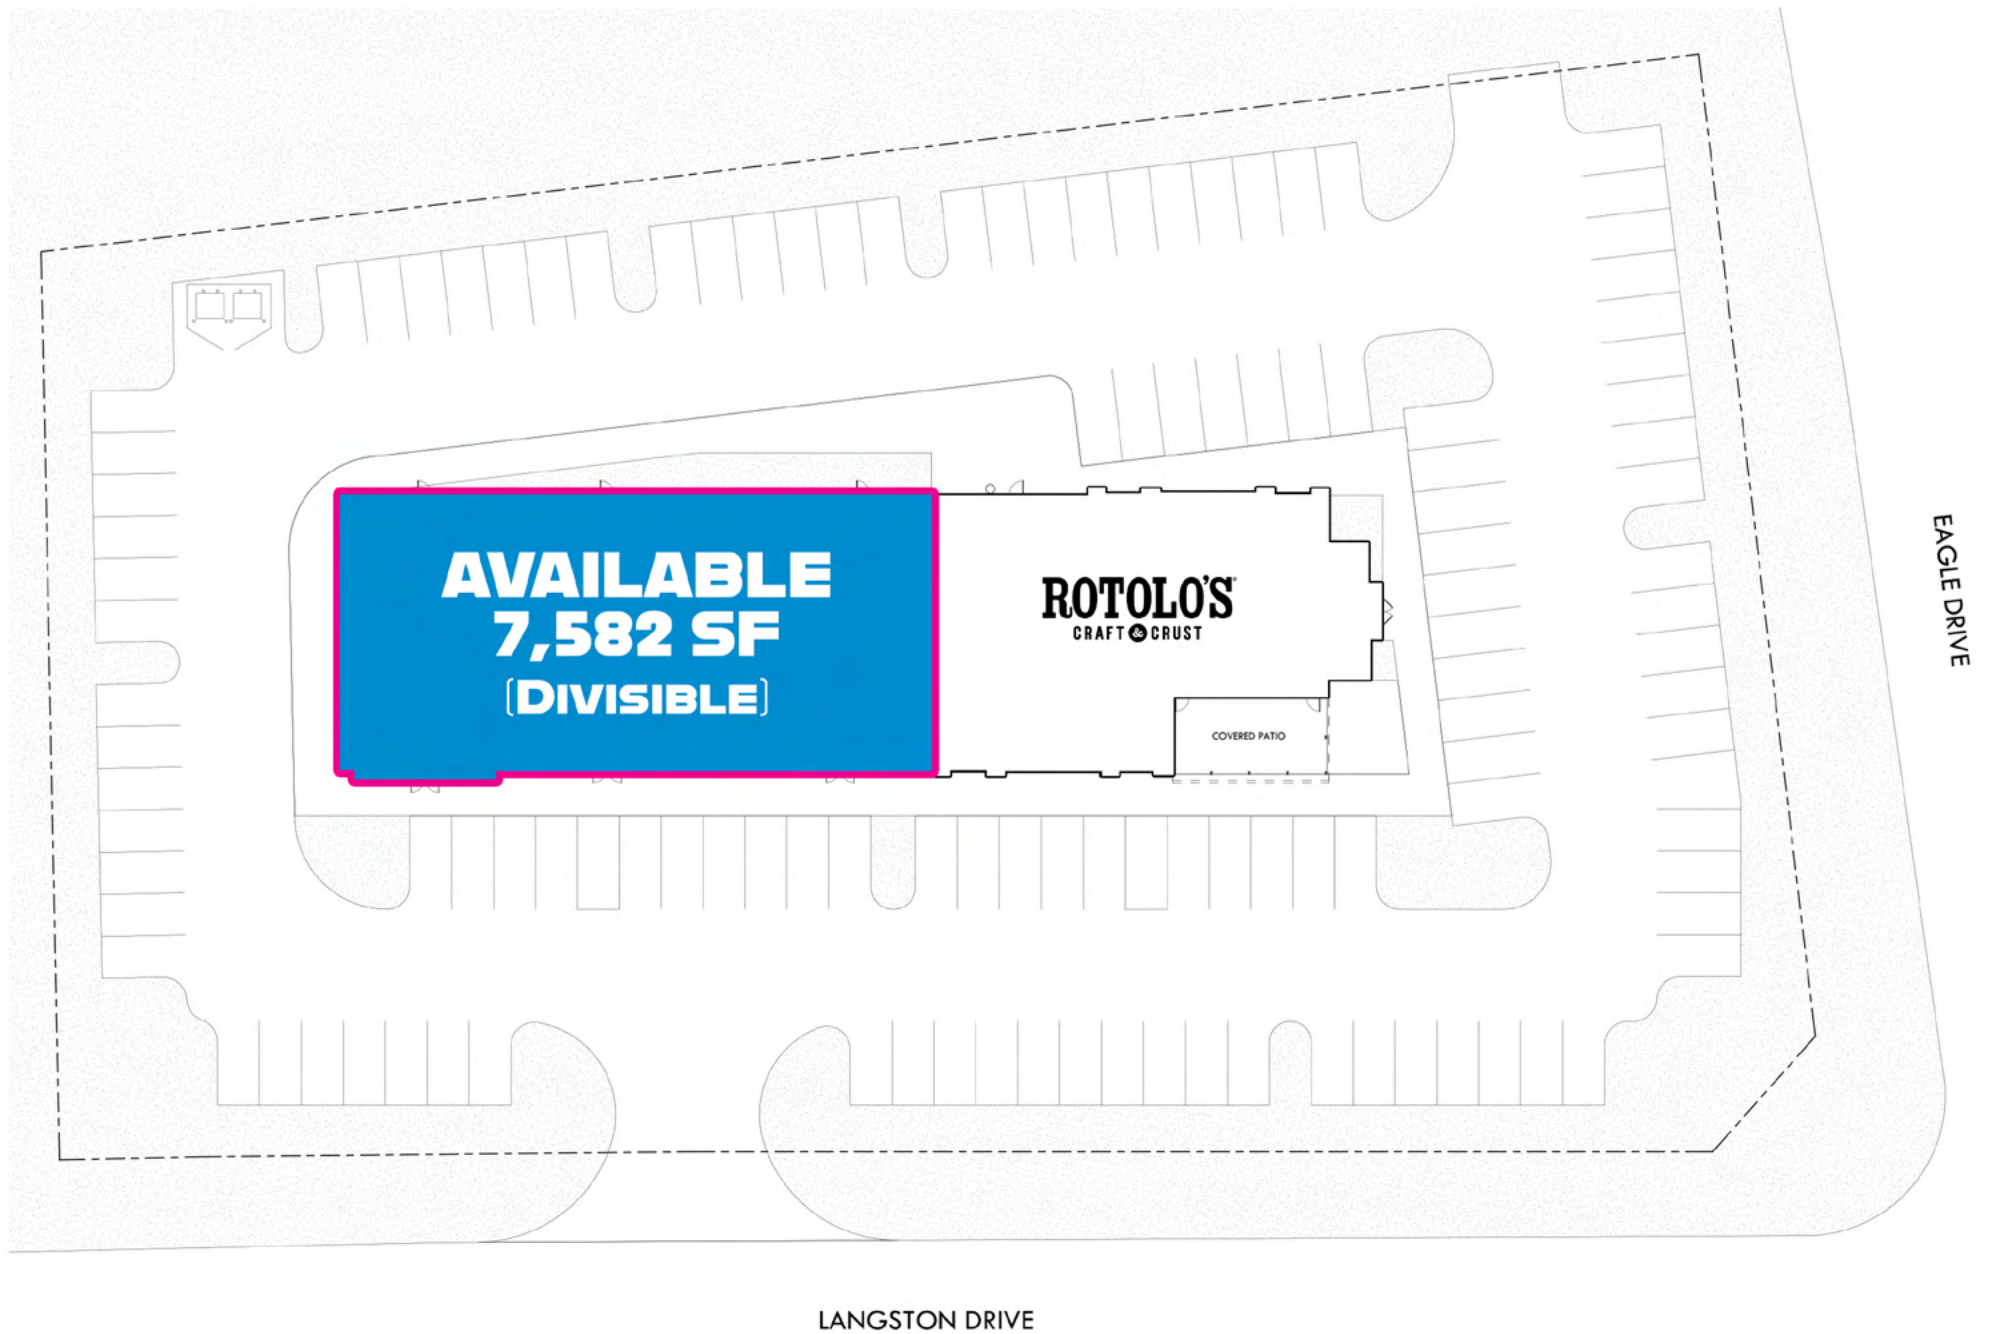 AVAILABLE
7,582 SF
[DIVISIBLE]
ROTOLO'S®
CRAFT & CRUST
COVERED PATIO
EAGLE DRIVE
LANGSTON DRIVE